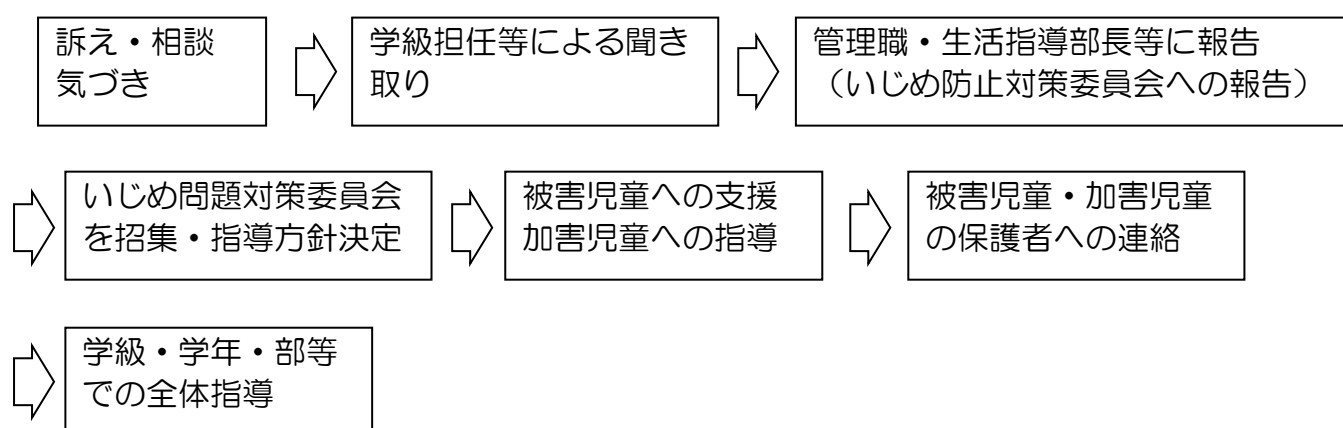 訴え・相談
気づき
学級担任等による聞き
取り
管理職・生活指導部長等に報告
（いじめ防止対策委員会への報告）
いじめ問題対策委員会
を招集・指導方針決定
被害児童への支援
加害児童への指導
被害児童・加害児童
の保護者への連絡
学級・学年・部等
での全体指導